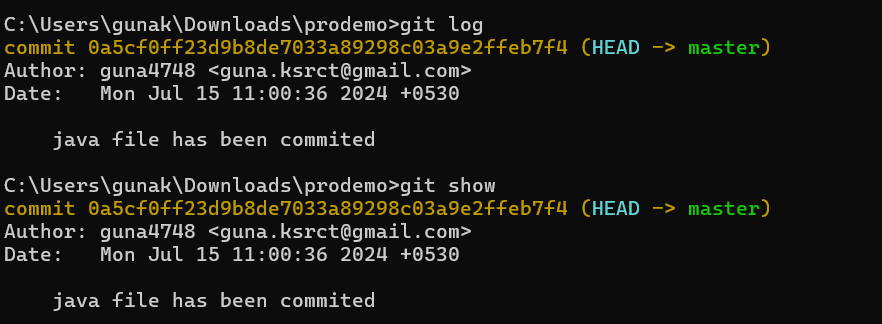 C:\Users\gunak\Downloads\prodemo>git log
commit 0a5cf0ff23d9b8de7033a89298c03a9e2ffeb7f4 (HEAD -> master)
Author: guna4748 <guna.ksrct@gmail.com>
Date:   Mon Jul 15 11:00:36 2024 +0530
    java file has been commited
C:\Users\gunak\Downloads\prodemo>git show
commit 0a5cf0ff23d9b8de7033a89298c03a9e2ffeb7f4 (HEAD -> master)
Author: guna4748 <guna.ksrct@gmail.com>
Date:   Mon Jul 15 11:00:36 2024 +0530
    java file has been commited